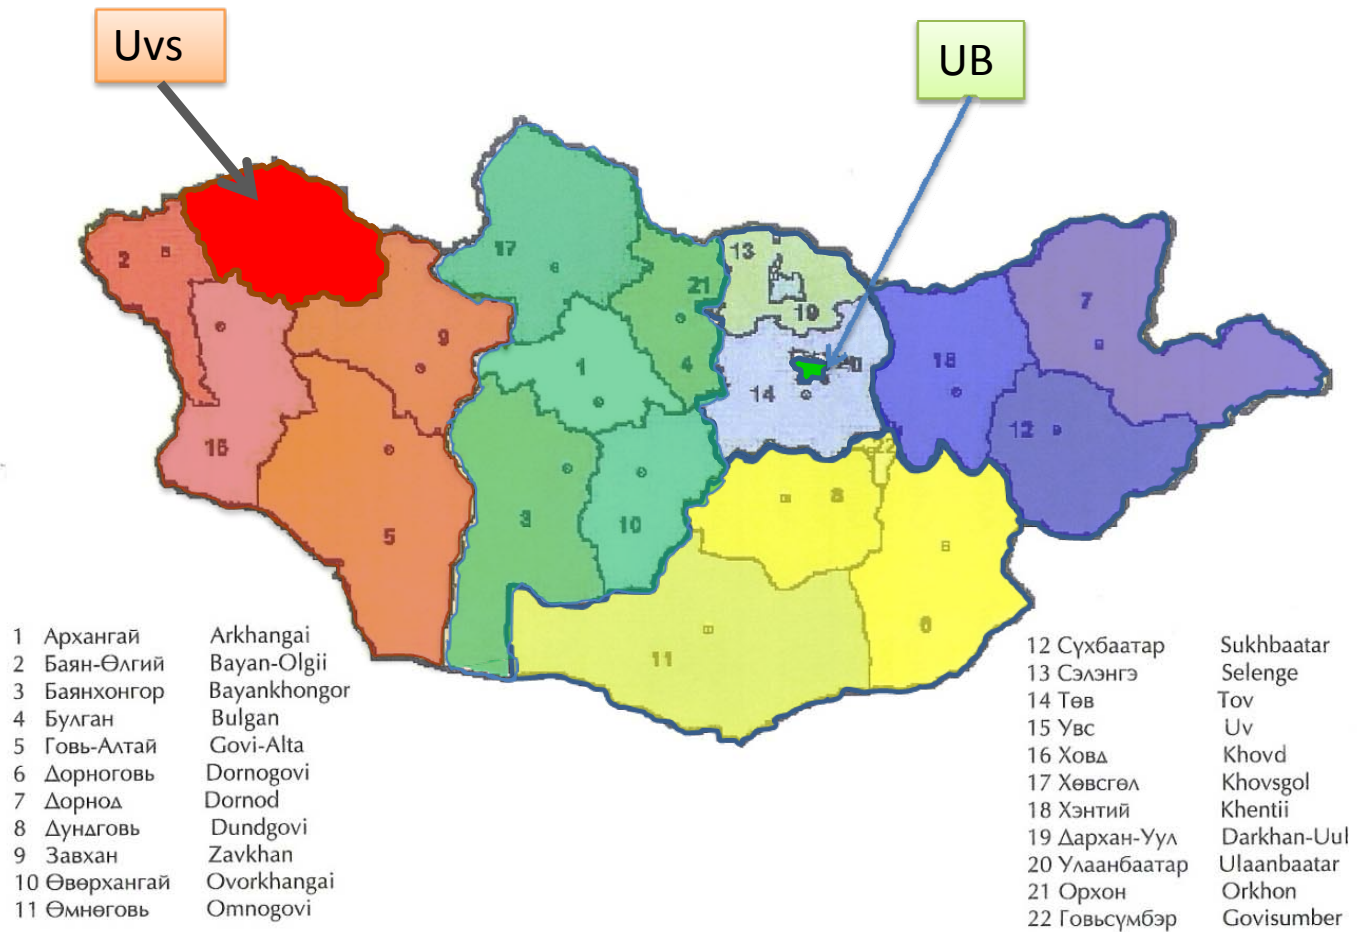 Uvs
UB
17
13
2
21
7
19
9
18
1
4
20
14
12
16
22
8
3
10
5
6
11
1 Архангай Arkhangai
2 Баян-Өлгий Bayan-Olgii
3 Баянхонгор Bayankhongor
4 Булган Bulgan
5 Говь-Алтай Govi-Alta
6 Дорноговь Dornogovi
7 Дорнод Dornod
8 Дундговь Dundgovi
9 Завхан Zavkhan
10 Өвөрхангай Ovorkhangai
11 Өмнөговь Omnogovi
12 Сүхбаатар Sukhbaatar
13 Сэлэнгэ Selenge
14 Төв Tov
15 Увс Uv
16 Ховд Khovd
17 Хөвсгөл Khovsgol
18 Хэнтий Khentii
19 Дархан-Уул Darkhan-Uul
20 Улаанбаатар Ulaanbaatar
21 Орхон Orkhon
22 Говьсүмбэр Govisumber